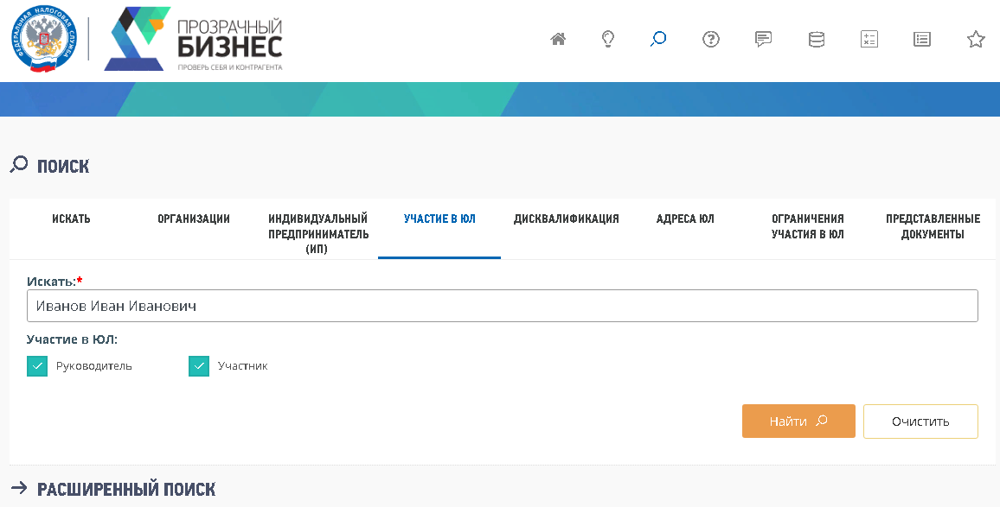 ФЕДЕРАЛЬНАЯ НАЛОГОВАЯ СЛУЖБА
ПРОЗРАЧНЫЙ
БИЗНЕС
ПРОВЕРЬ СЕБЯ И КОНТРАГЕНТА
ПОИСК
ИСКАТЬ
ОРГАНИЗАЦИИ
ИНДИВИДУАЛЬНЫЙ
ПРЕДПРИНИМАТЕЛЬ
(ИП)
УЧАСТИЕ В ЮЛ
ДИСКВАЛИФИКАЦИЯ
АДРЕСА ЮЛ
ОГРАНИЧЕНИЯ
УЧАСТИЯ В ЮЛ
ПРЕДСТАВЛЕННЫЕ
ДОКУМЕНТЫ
Искать:*
Иванов Иван Иванович
Участие в ЮЛ:
Руководитель
Участник
Найти
Очистить
РАСШИРЕННЫЙ ПОИСК